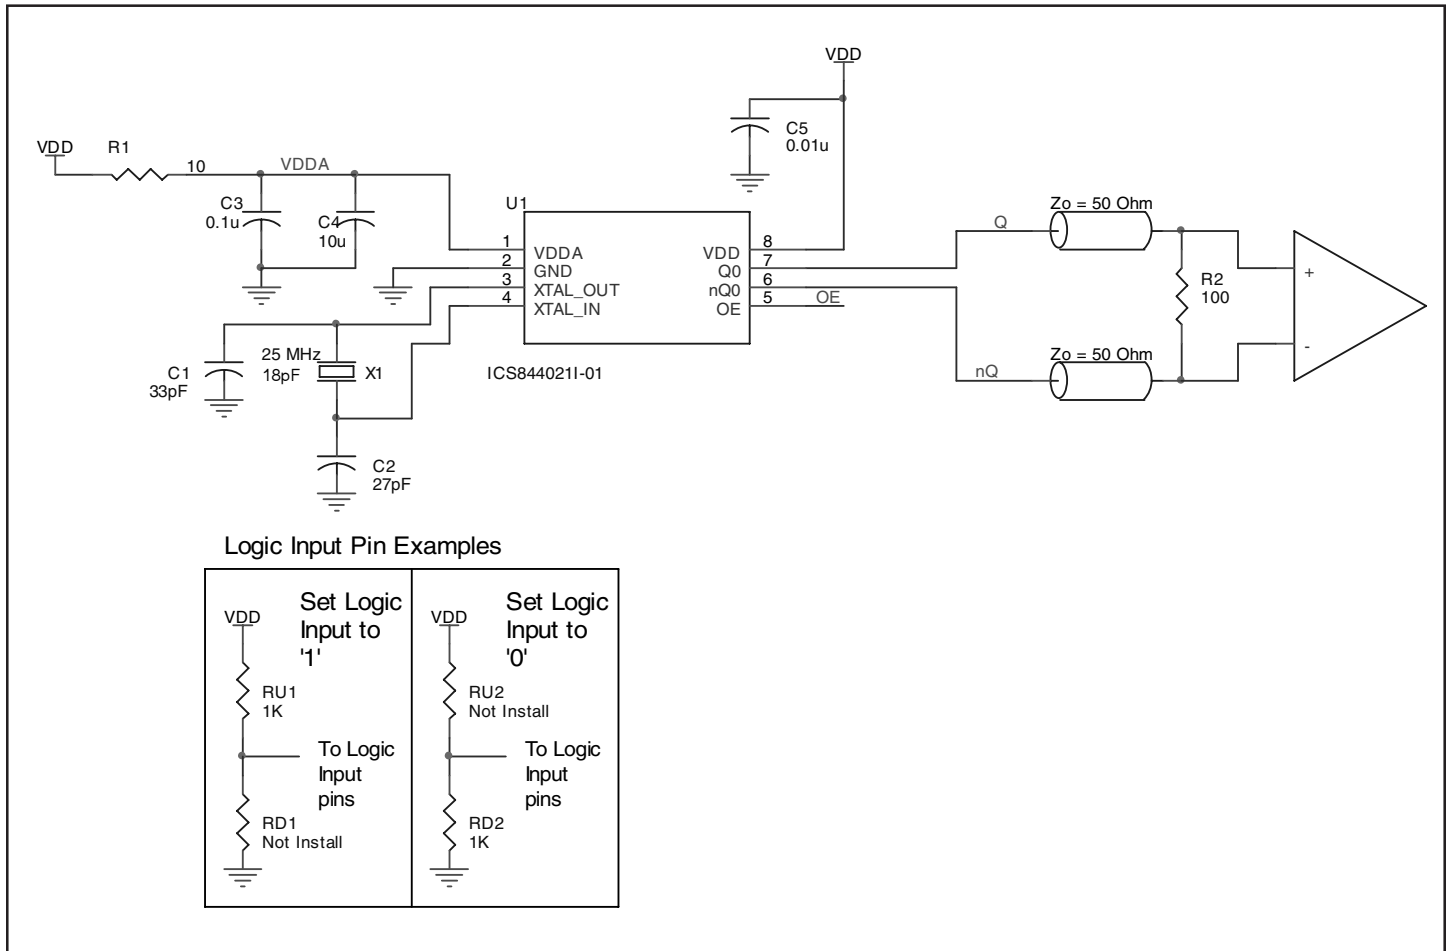 VDD
C5
0.01u
VDD
R1
10
VDDA
C3
0.1u
C4
10u
U1
1
2
3
4
VDDA
GND
XTAL_OUT
XTAL_IN
VDD
Q0
nQ0
OE
8
7
6
5
OE
ICS844021I-01
Q
Zo = 50 Ohm
R2
100
+
-
nQ
Zo = 50 Ohm
25 MHz
18pF
X1
C1
33pF
C2
27pF
Logic Input Pin Examples
VDD
Set Logic
Input to
'1'
RU1
1K
To Logic
Input
pins
RD1
Not Install
VDD
Set Logic
Input to
'0'
RU2
Not Install
To Logic
Input
pins
RD2
1K